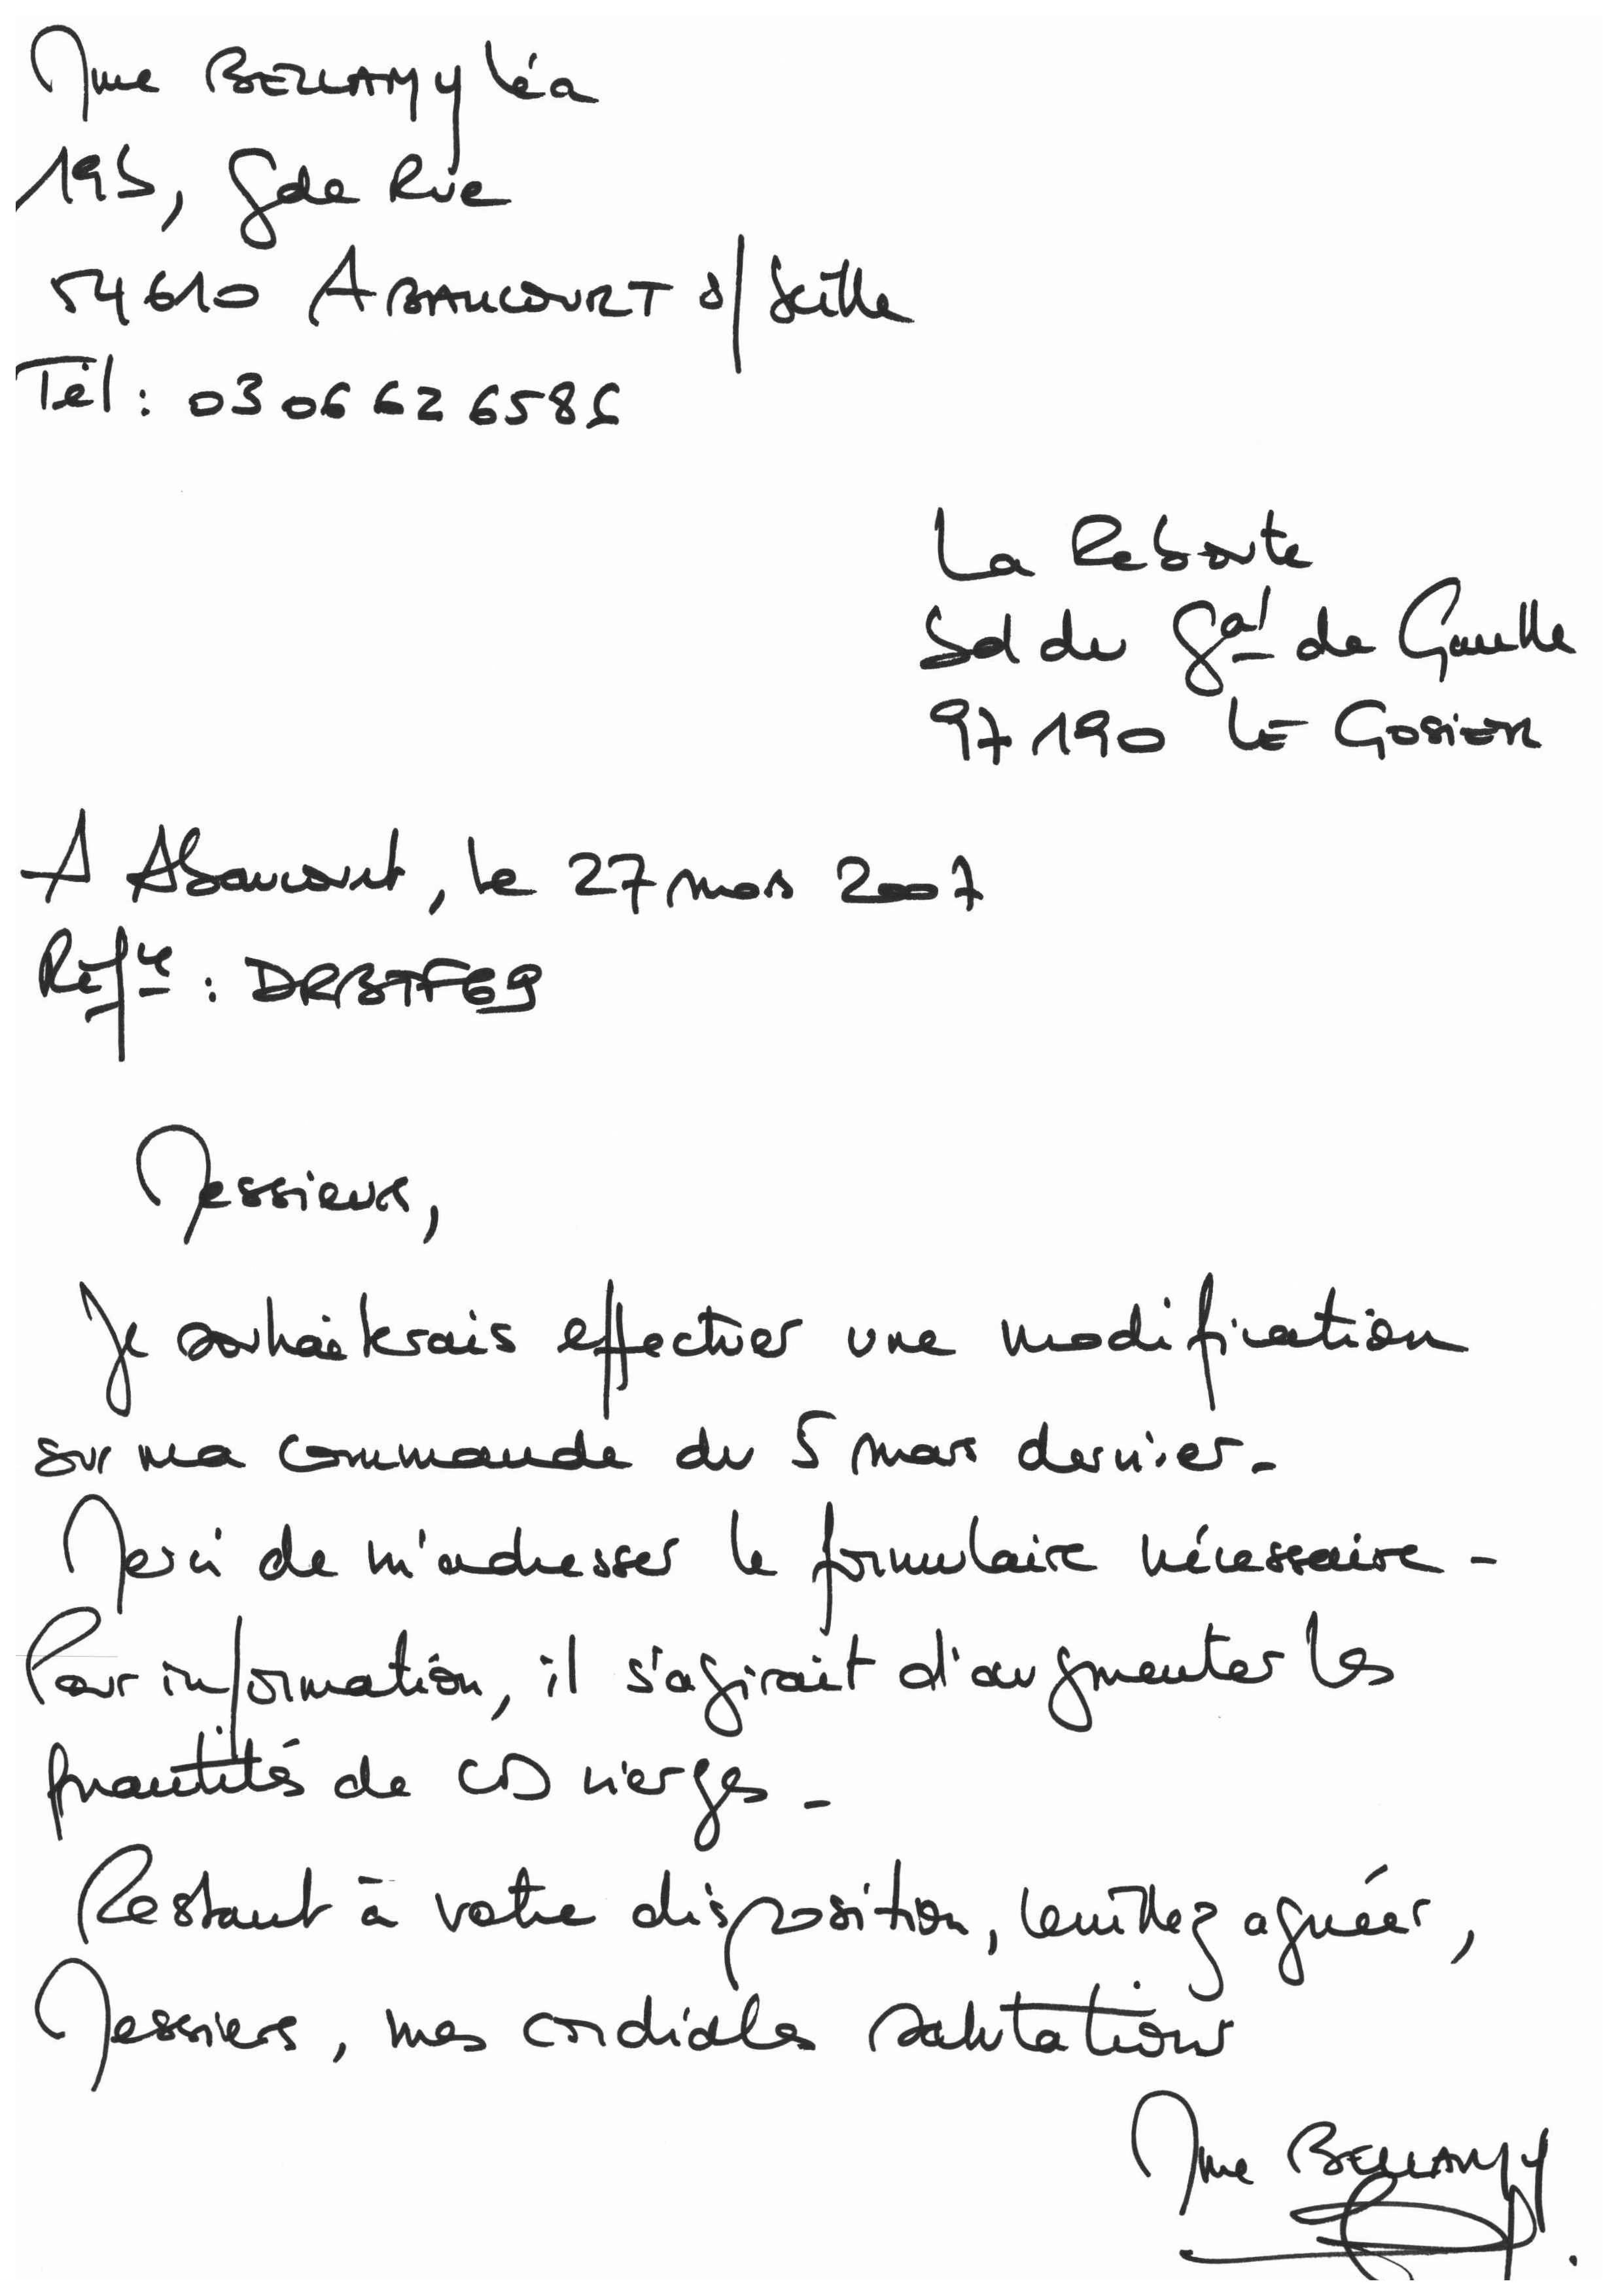 Mme BELLAMY Léa
195, Gde Rue
54610 ABAUCOURT s/ Seille
Tél : 03 06 62 65 86
La Reboute
Bd du Gal de Gaulle
97190 LE GOSIER
A Abaucourt, le 27 mars 2007
Réfce : DRBTF69
Messieurs,
Je souhaiterais effectuer une modification
sur ma commande du 5 mars dernier.
Merci de m'adresser le formulaire nécessaire.
Pour information, il s'agirait d'augmenter les
quantités de CD vierges.
Restant à votre disposition, veuillez agréer,
Messieurs, mes cordiales salutations
Mme BELLAMY